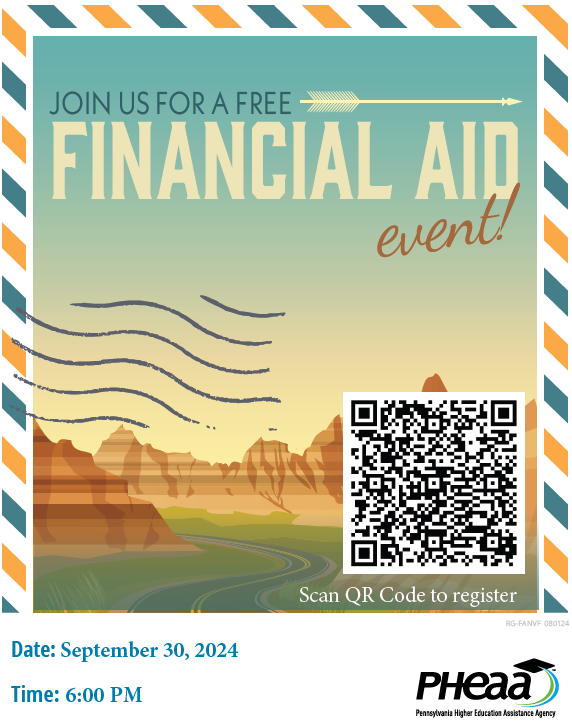 JOIN US FOR A FREE
FINANCIAL AID
event!
Scan QR Code to register
RG-FANVF 080124
Date: September 30, 2024
Time: 6:00 PM
PHEAA
Pennsylvania Higher Education Assistance Agency